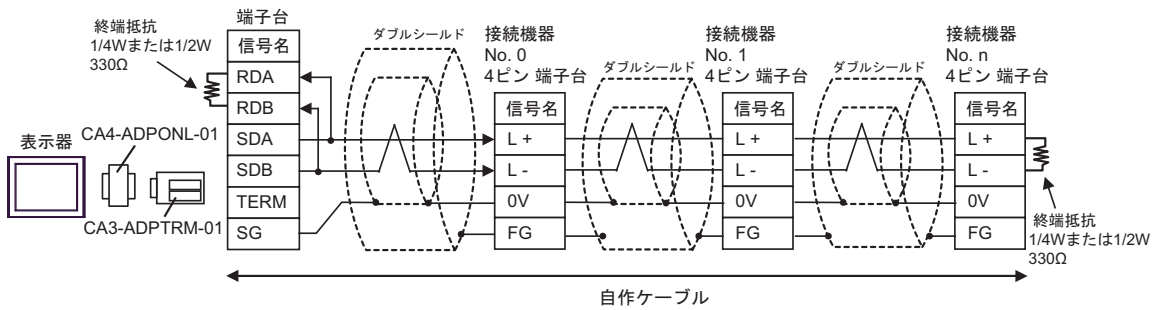 端子台
終端抵抗
1/4Wまたは1/2W
330Ω
信号名
RDA
RDB
SDA
SDB
TERM
SG
表示器
CA4-ADPONL-01
CA3-ADPTRM-01
ダブルシールド
接続機器
No. 0
4ピン 端子台
信号名
L +
L -
0V
FG
ダブルシールド
接続機器
No. 1
4ピン 端子台
信号名
L +
L -
0V
FG
ダブルシールド
接続機器
No. n
4ピン 端子台
信号名
L +
L -
0V
FG
終端抵抗
1/4Wまたは1/2W
330Ω
自作ケーブル